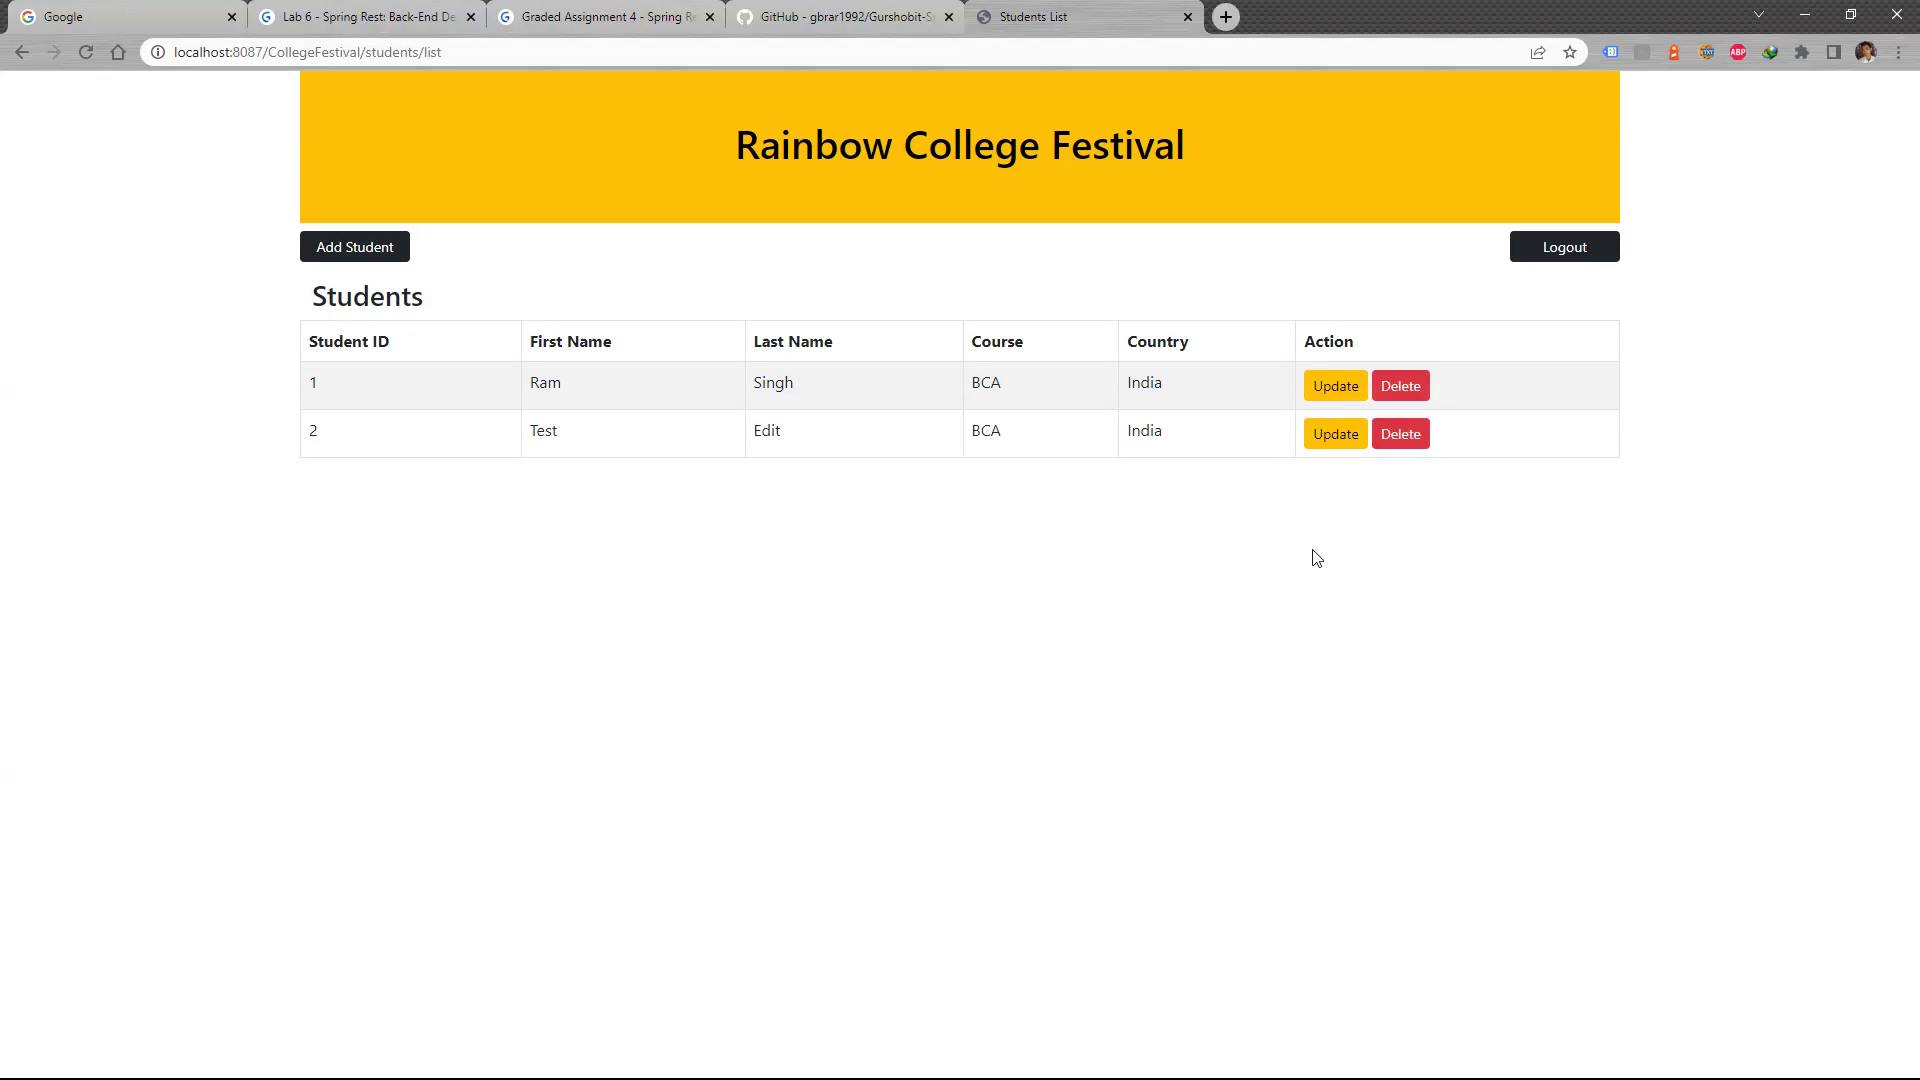 Google
Lab 6 - Spring Rest: Back-End De
Graded Assignment 4 - Spring Re
GitHub - gbrar1992/Gurshobit-S
Students List
localhost:8087/CollegeFestival/students/list
ABP
Rainbow College Festival
Add Student
Logout
Students
Student ID First Name Last Name Course Country Action
1 Ram Singh BCA India Update Delete
2 Test Edit BCA India Update Delete